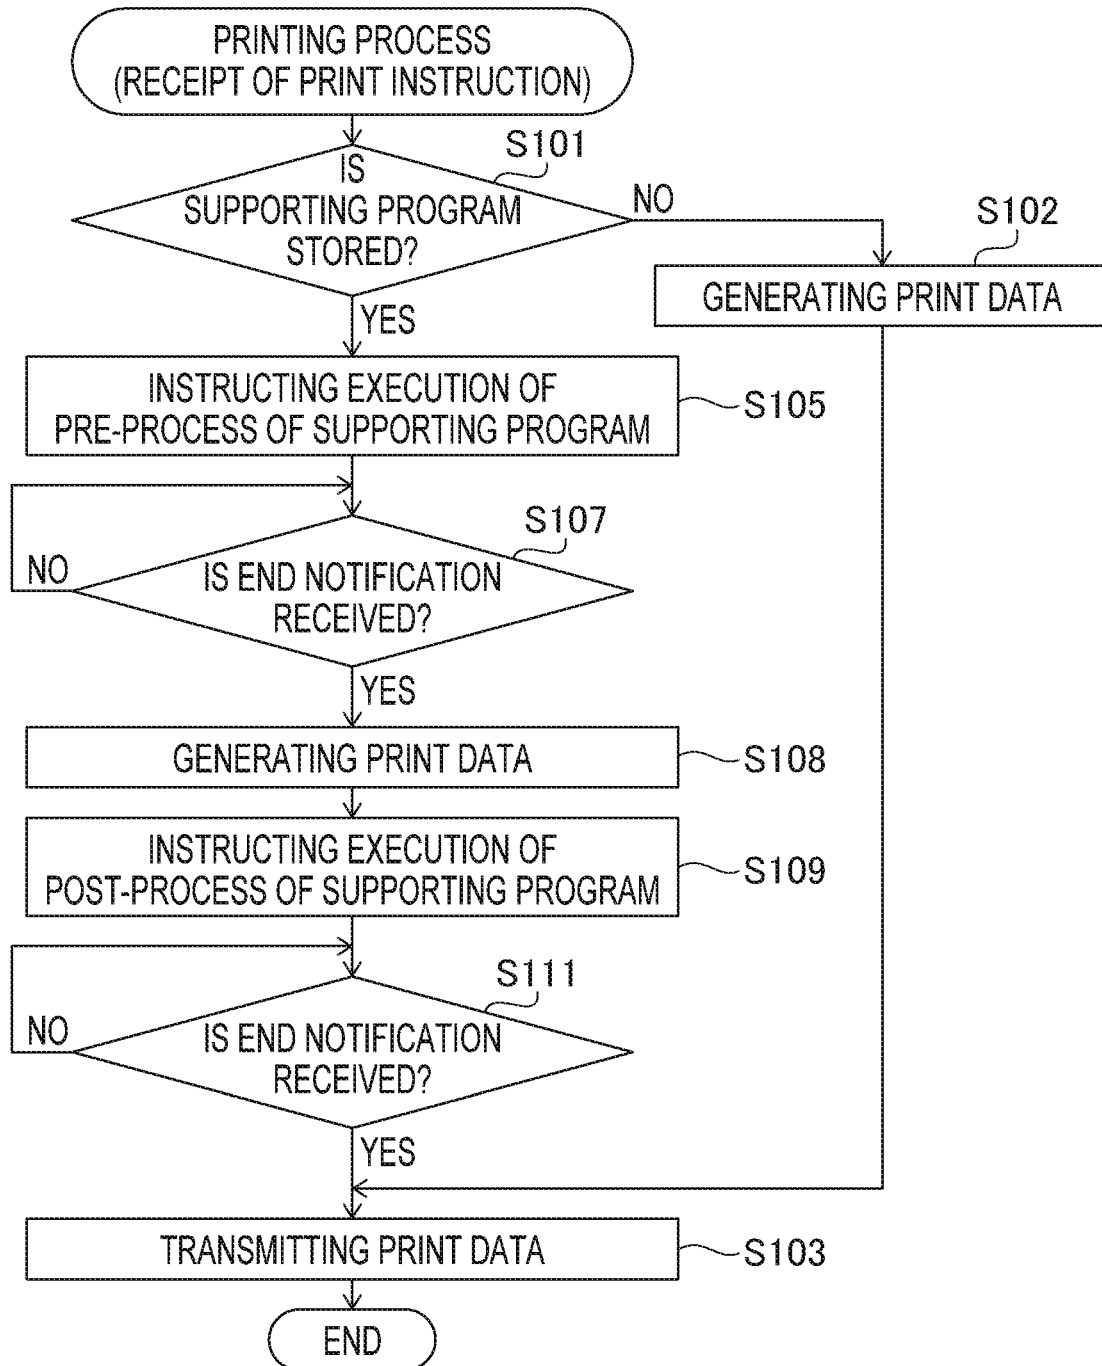 PRINTING PROCESS
(RECEIPT OF PRINT INSTRUCTION)
S101
IS
SUPPORTING PROGRAM
STORED?
NO
S102
GENERATING PRINT DATA
YES
INSTRUCTING EXECUTION OF
PRE-PROCESS OF SUPPORTING PROGRAM
S105
S107
NO
IS END NOTIFICATION
RECEIVED?
YES
GENERATING PRINT DATA
S108
INSTRUCTING EXECUTION OF
POST-PROCESS OF SUPPORTING PROGRAM
S109
S111
NO
IS END NOTIFICATION
RECEIVED?
YES
TRANSMITTING PRINT DATA
S103
END